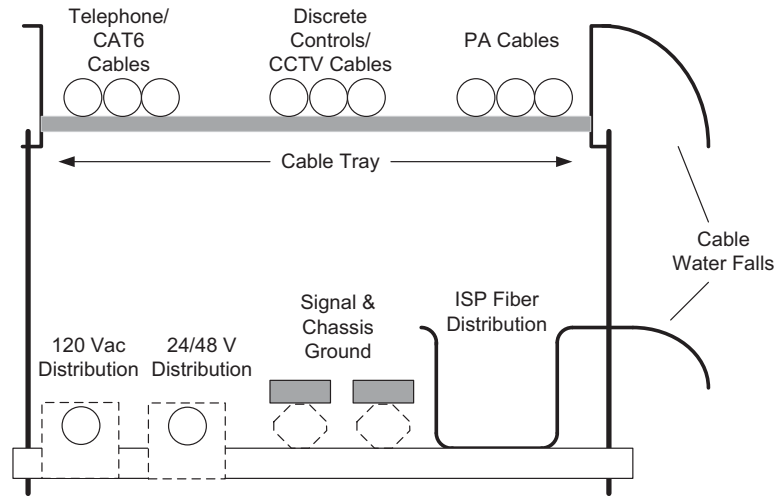 Telephone/
CAT6
Cables
Discrete
Controls/
CCTV Cables
PA Cables
Cable Tray
Cable
Water Falls
Signal &
Chassis
Ground
ISP Fiber
Distribution
120 Vac
Distribution
24/48 V
Distribution